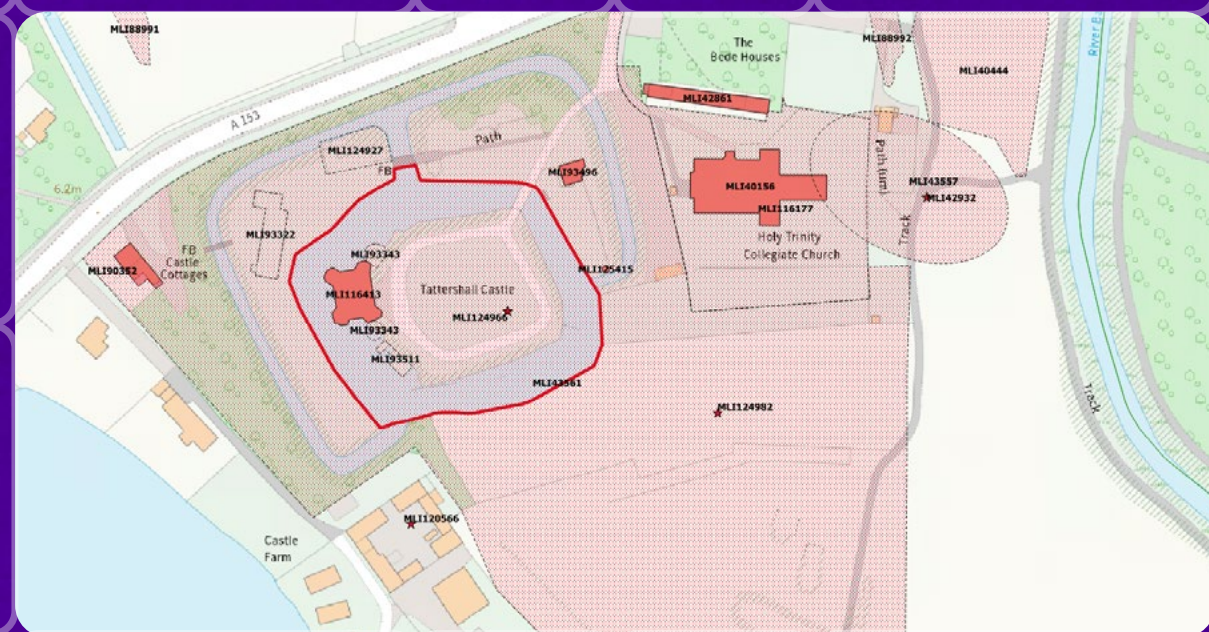 MLI88991
A 153
6.2m
The
Bede Houses
MLI88992
MLI40444
River B
MLI42861
Path
MLI124927
FB
MLI93496
MLI40156
MLI116177
Path (um)
MLI43557
MLI42932
Track
Holy Trinity
Collegiate Church
MLI93322
FB
Castle
Cottages
MLI90352
MLI93343
MLI125415
MLI116413
Tattershall Castle
MLI124966
MLI93343
MLI93511
MLI43561
MLI124982
Track
MLI120566
Castle
Farm